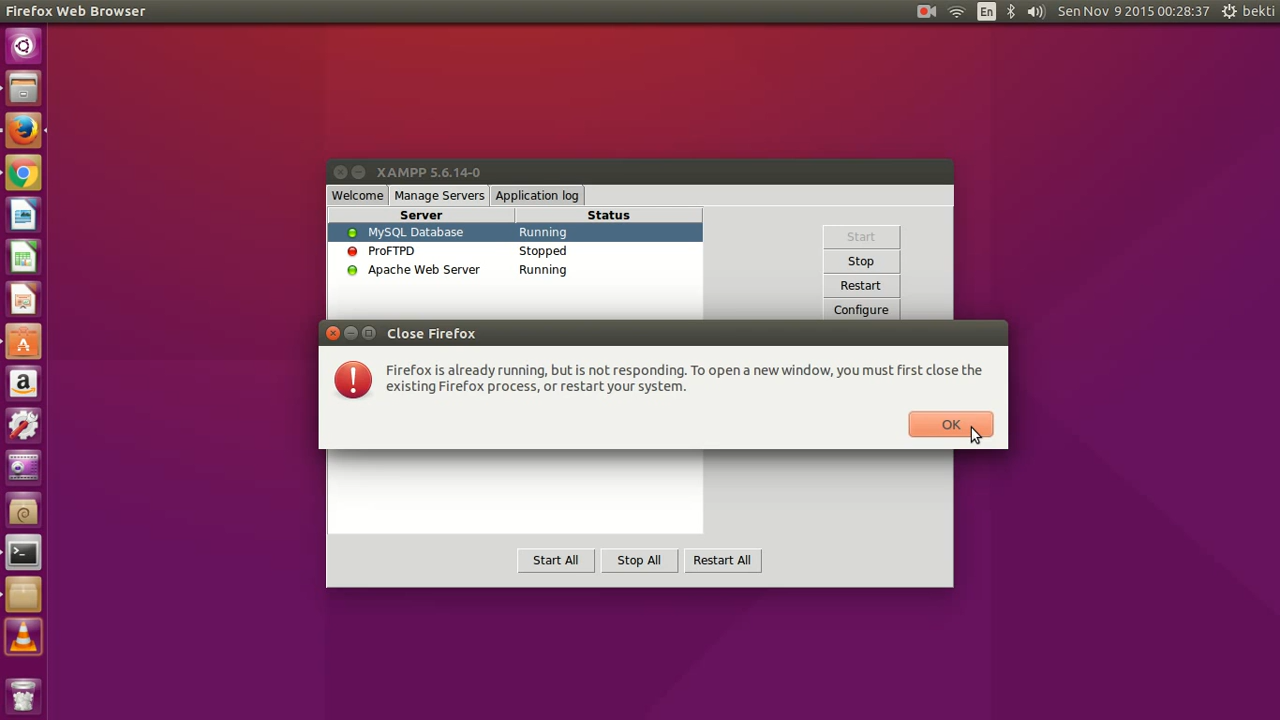 Firefox Web Browser
En
Sen Nov 9 2015 00:28:37
bekti
XAMPP 5.6.14-0
Welcome
Manage Servers
Application log
Server
Status
MySQL Database
Running
ProFTPD
Stopped
Apache Web Server
Running
Start
Stop
Restart
Configure
Close Firefox
Firefox is already running, but is not responding. To open a new window, you must first close the
existing Firefox process, or restart your system.
OK
Start All
Stop All
Restart All